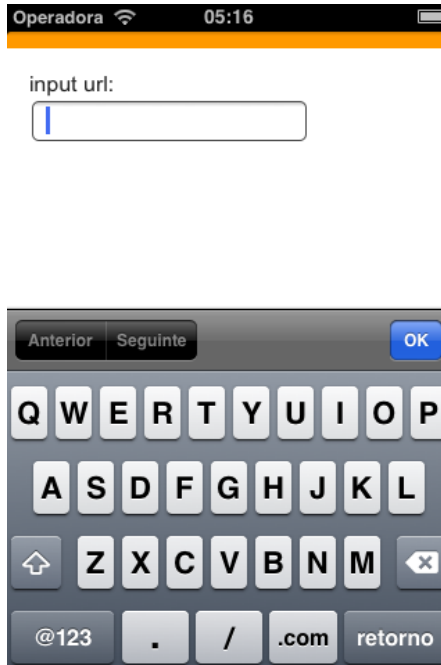 Operadora 05:16
input url:
Anterior Seguinte OK
Q W E R T Y U I O P
A S D F G H J K L
Z X C V B N M
@123 . / .com retorno